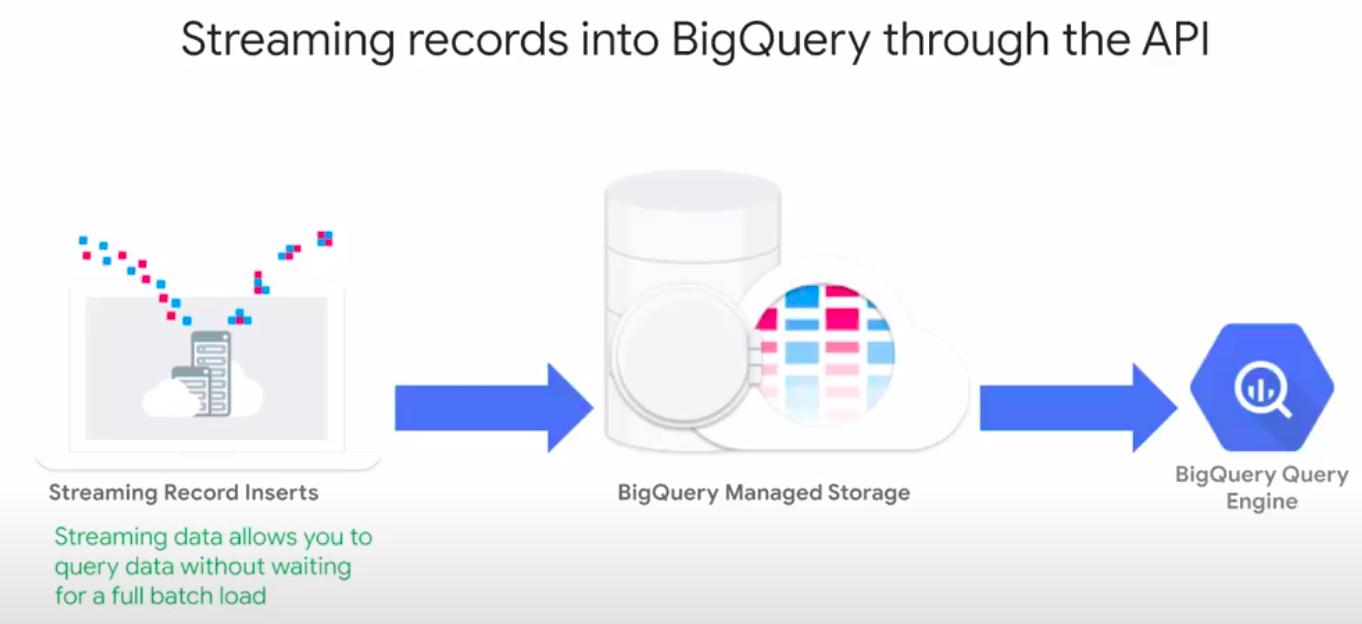 Streaming records into BigQuery through the API
Streaming Record Inserts
Streaming data allows you to
query data without waiting
for a full batch load
BigQuery Managed Storage
BigQuery Query
Engine